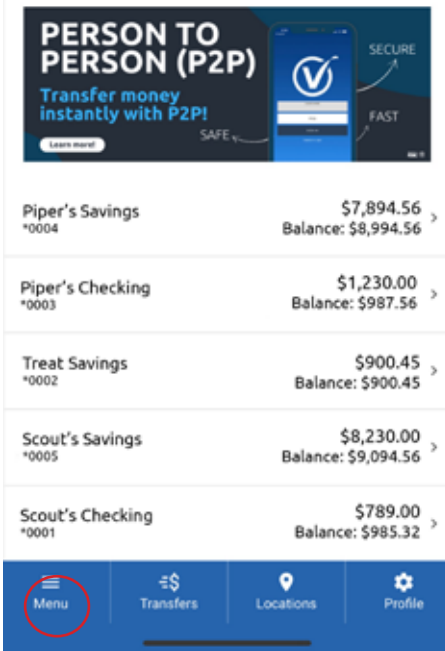 PERSON TO
PERSON (P2P)
Transfer money
instantly with P2P!
Learn more!
SECURE
FAST
SAFE
Piper's Savings
$7,894.56
*0004
Balance: $8,994.56
Piper's Checking
$1,230.00
*0003
Balance: $987.56
Treat Savings
$900.45
*0002
Balance: $900.45
Scout's Savings
$8,230.00
*0005
Balance: $9,094.56
Scout's Checking
$789.00
*0001
Balance: $985.32
Menu
Transfers
Locations
Profile